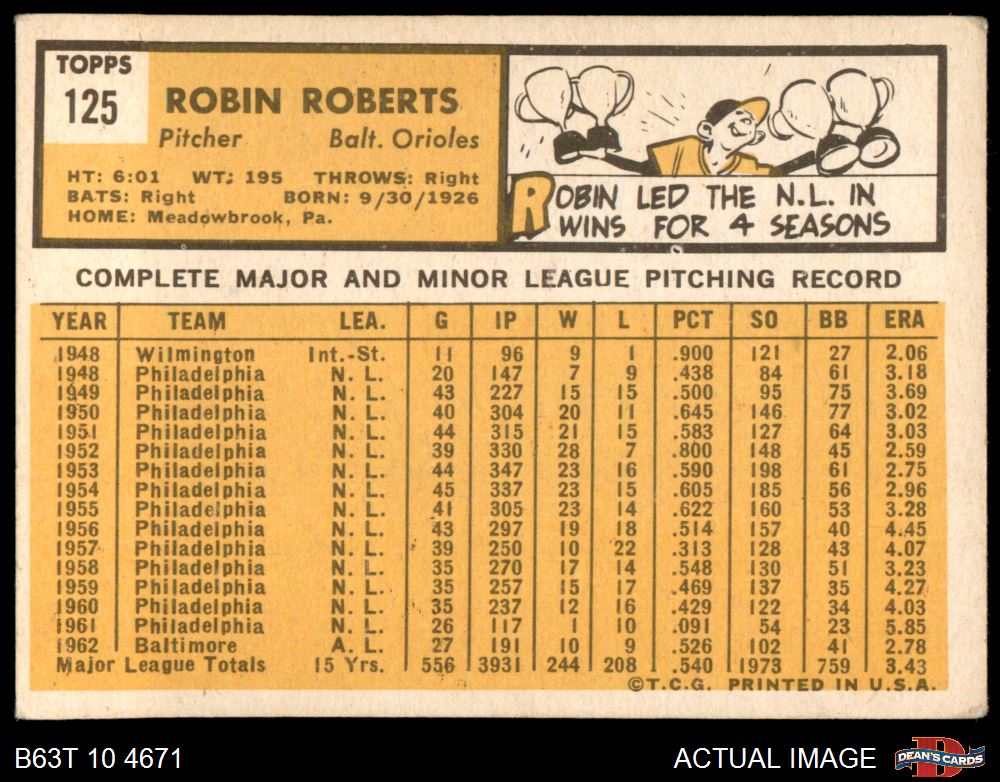 TOPPS
125
ROBIN ROBERTS
Pitcher Balt. Orioles
HT: 6:01 WT: 195 THROWS: Right
BATS: Right BORN: 9/30/1926
HOME: Meadowbrook, Pa.
ROBIN LED THE N.L. IN
WINS FOR 4 SEASONS
COMPLETE MAJOR AND MINOR LEAGUE PITCHING RECORD
YEAR TEAM LEA. G IP W L PCT SO BB ERA
1948 Wilmington Int.-St. 11 96 9 1 .900 121 27 2.06
1948 Philadelphia N. L. 20 147 7 9 .438 84 61 3.18
1949 Philadelphia N. L. 43 227 15 15 .500 95 75 3.69
1950 Philadelphia N. L. 40 304 20 11 .645 146 77 3.02
1951 Philadelphia N. L. 44 315 21 15 .583 127 64 3.03
1952 Philadelphia N. L. 39 330 28 7 .800 148 45 2.59
1953 Philadelphia N. L. 44 347 23 16 .590 198 61 2.75
1954 Philadelphia N. L. 45 337 23 15 .605 185 56 2.96
1955 Philadelphia N. L. 41 305 23 14 .622 160 53 3.28
1956 Philadelphia N. L. 43 297 19 18 .514 157 40 4.45
1957 Philadelphia N. L. 39 250 10 22 .313 128 43 4.07
1958 Philadelphia N. L. 35 270 17 14 .548 130 51 3.23
1959 Philadelphia N. L. 35 257 15 17 .469 137 35 4.27
1960 Philadelphia N. L. 35 237 12 16 .429 122 34 4.03
1961 Philadelphia N. L. 26 117 1 10 .091 54 23 5.85
1962 Baltimore A. L. 27 191 10 9 .526 102 41 2.78
Major League Totals 15 Yrs. 556 3931 244 208 .540 1973 759 3.43
©T.C.G. PRINTED IN U.S.A.
B63T 10 4671 ACTUAL IMAGE
D
DEAN'S CARDS